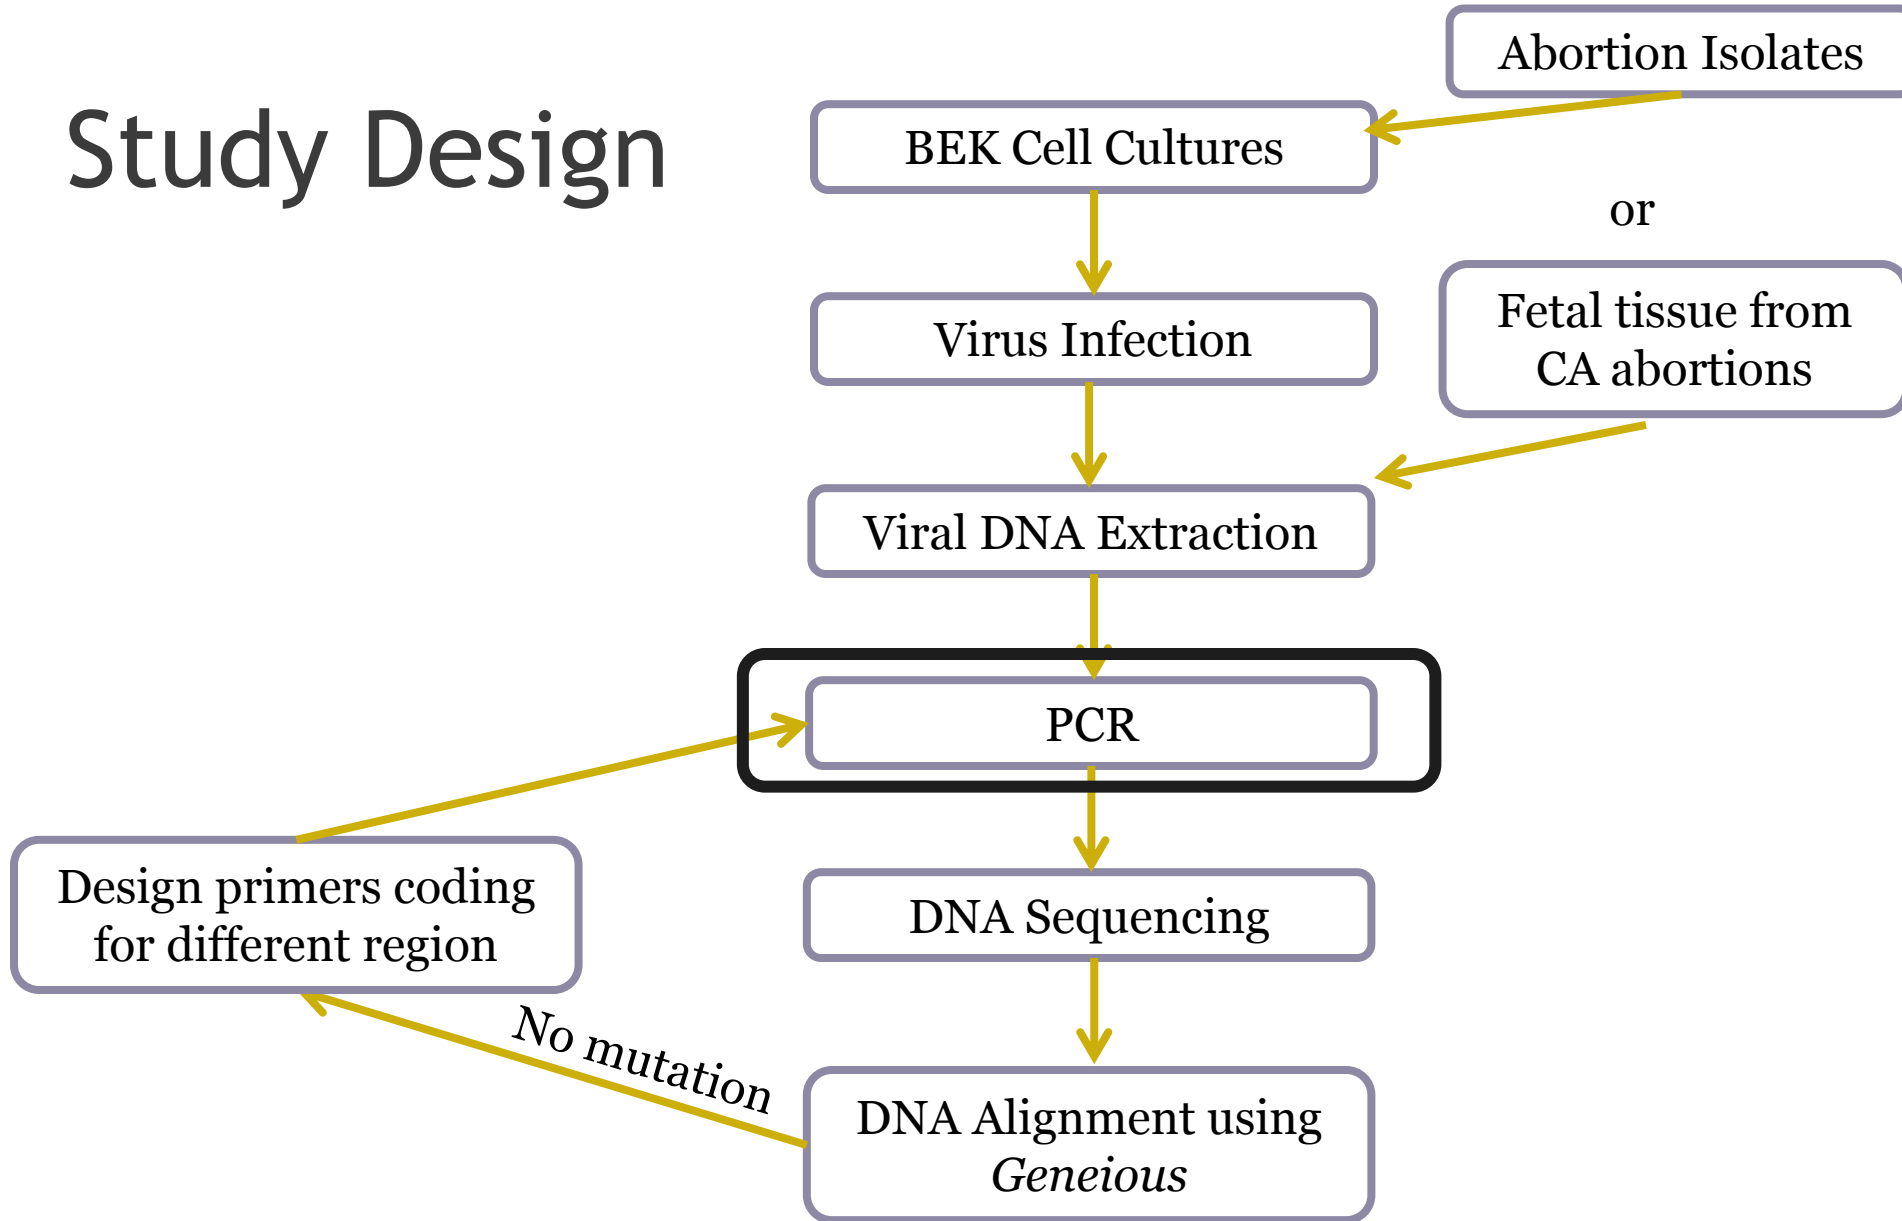 Study Design
Abortion Isolates
BEK Cell Cultures
or
Virus Infection
Fetal tissue from
CA abortions
Viral DNA Extraction
PCR
Design primers coding
for different region
DNA Sequencing
No mutation
DNA Alignment using
Geneious